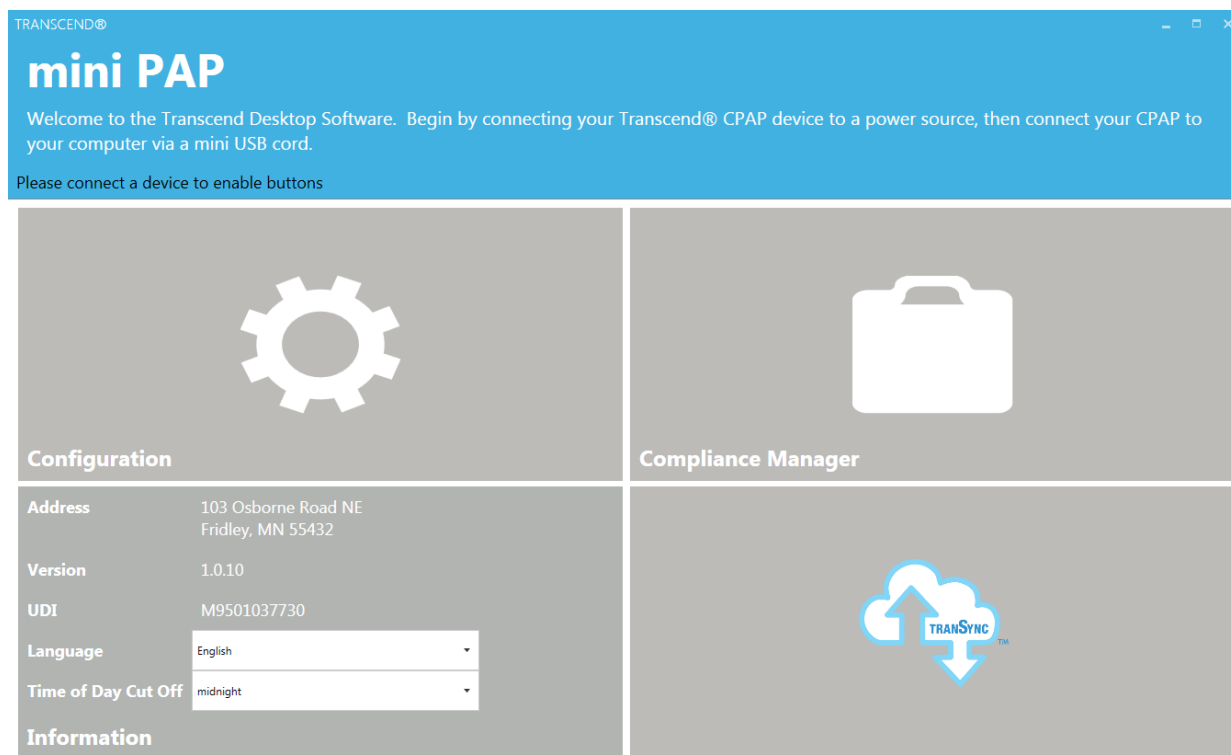 TRANSCEND®
mini PAP
Welcome to the Transcend Desktop Software. Begin by connecting your Transcend® CPAP device to a power source, then connect your CPAP to
your computer via a mini USB cord.
Please connect a device to enable buttons
Configuration
Compliance Manager
Address 103 Osborne Road NE
Fridley, MN 55432
Version 1.0.10
UDI M9501037730
Language English
Time of Day Cut Off midnight
Information
TRANSYNC™